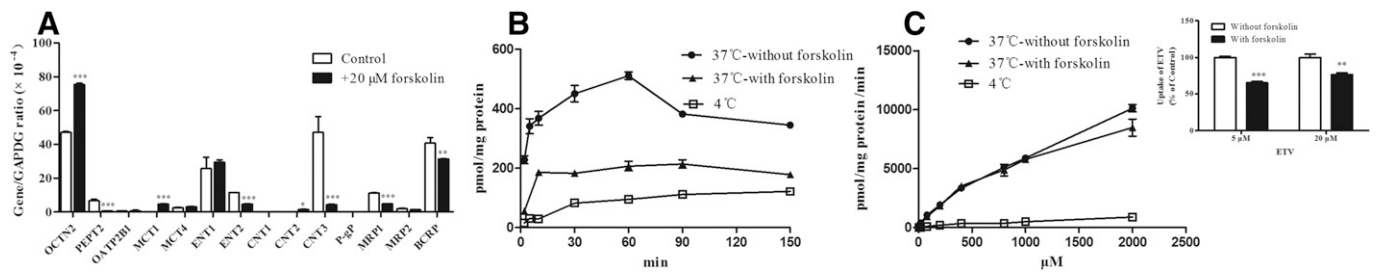 A
Gene/GAPDG ratio (× 10⁻⁴)
100
80
60
40
20
0
Control
+20 μM forskolin
***
***
***
***
*
***
***
**
OCTN2
PEPT2
OATP2B1
MCT1
MCT4
ENT1
ENT2
CNT1
CNT2
CNT3
P-gP
MRP1
MRP2
BCRP
B
pmol/mg protein
600
400
200
0
37℃-without forskolin
37℃-with forskolin
4℃
0
30
60
90
120
150
min
C
pmol/mg protein /min
15000
10000
5000
0
37℃-without forskolin
37℃-with forskolin
4℃
0
500
1000
1500
2000
2500
μM
Uptake of ETV
(% of Control)
150
100
50
0
Without forskolin
With forskolin
***
**
5 μM
20 μM
ETV